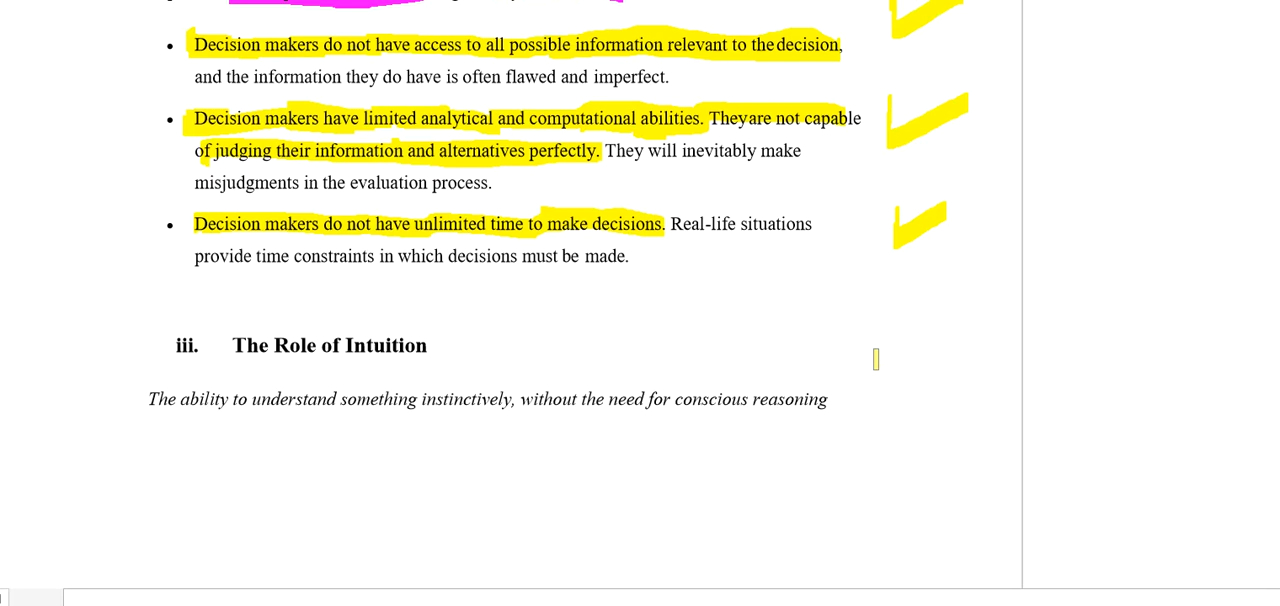 Decision makers do not have access to all possible information relevant to thedecision,
and the information they do have is often flawed and imperfect.
Decision makers have limited analytical and computational abilities. Theyare not capable
of judging their information and alternatives perfectly. They will inevitably make
misjudgments in the evaluation process.
Decision makers do not have unlimited time to make decisions. Real-life situations
provide time constraints in which decisions must be made.
iii. The Role of Intuition
The ability to understand something instinctively, without the need for conscious reasoning